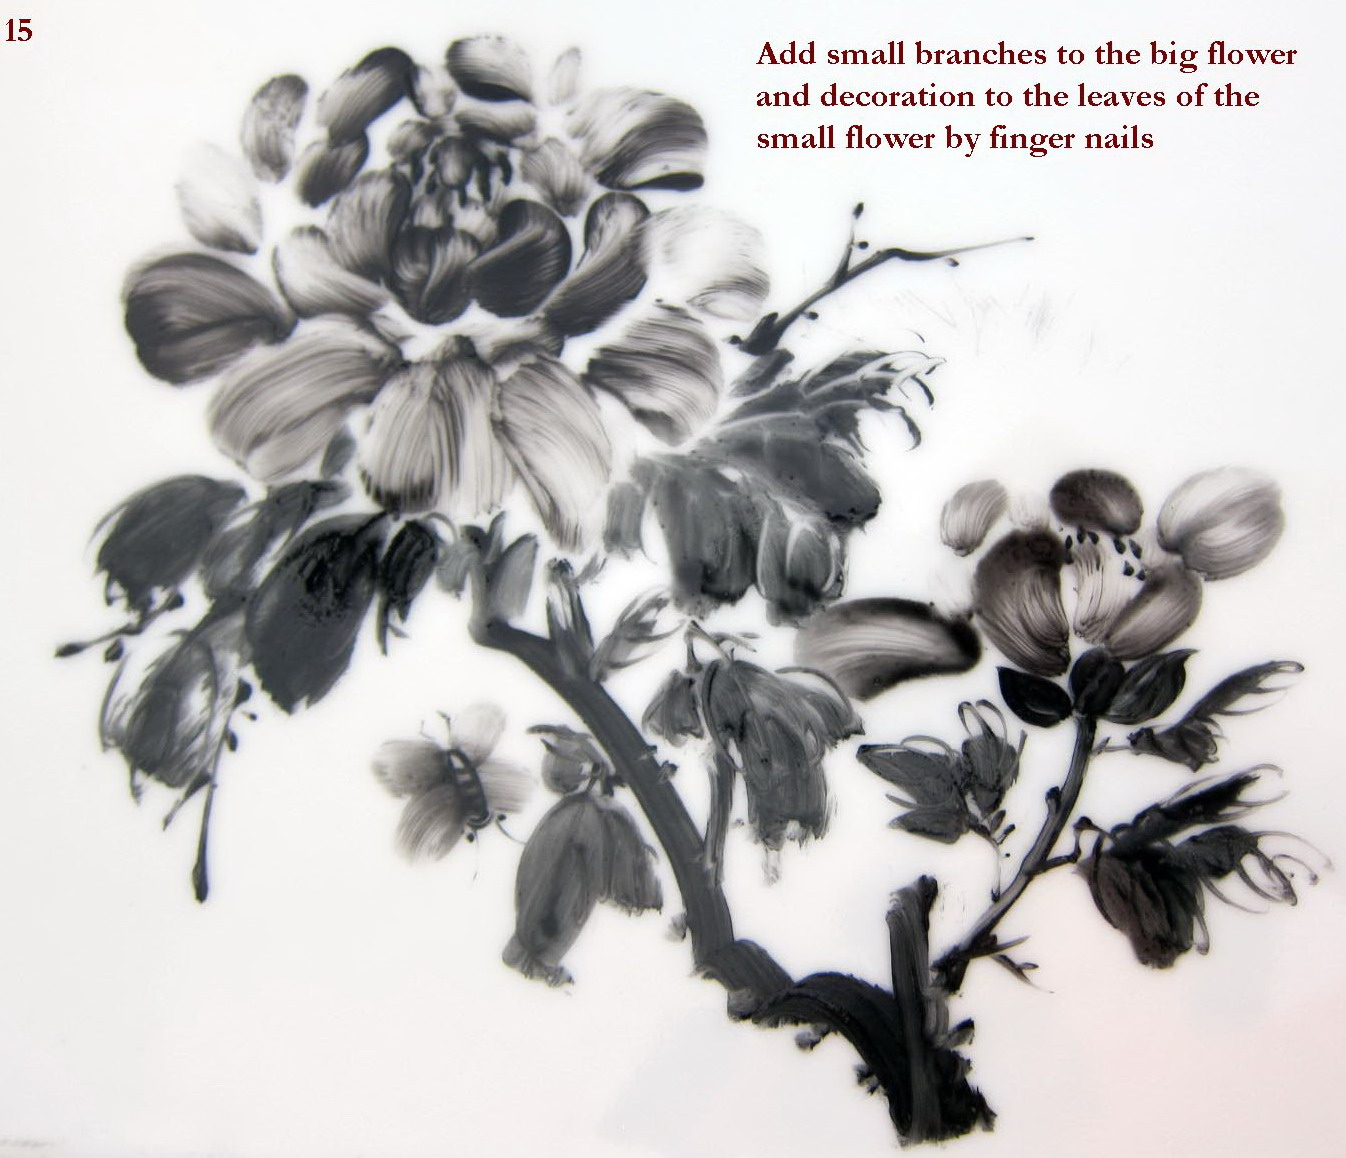 15
Add small branches to the big flower
and decoration to the leaves of the
small flower by finger nails